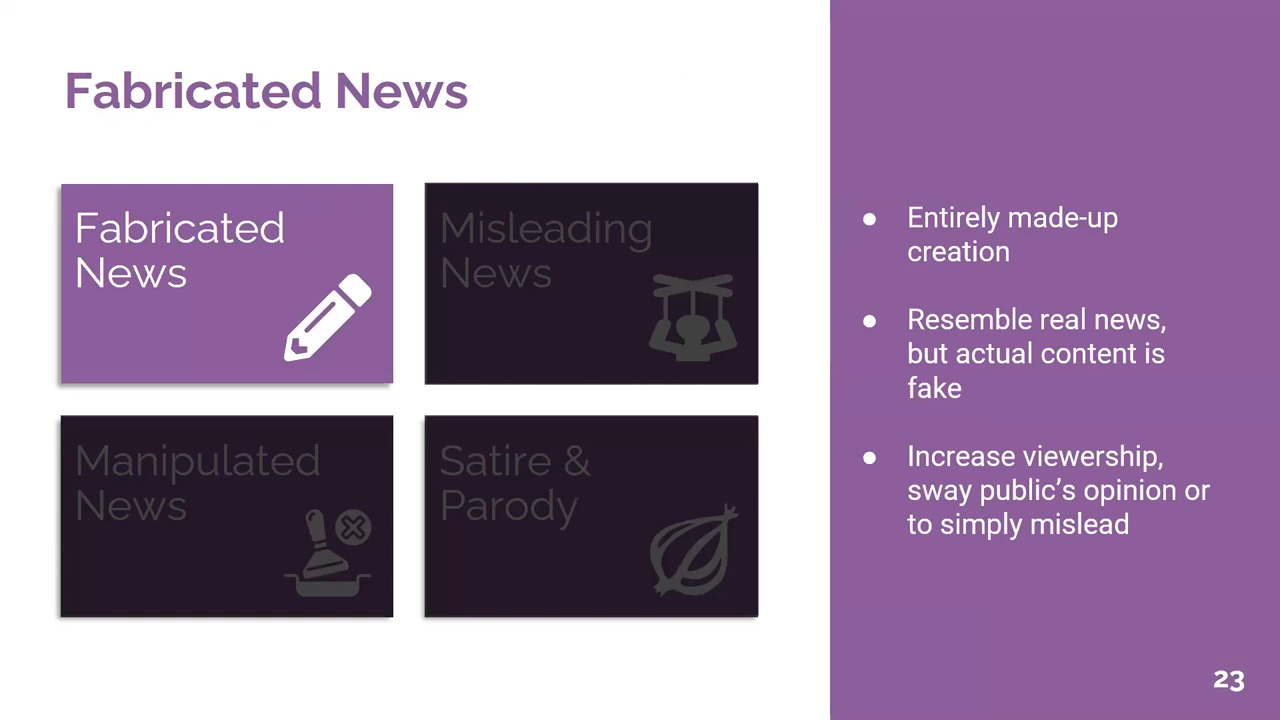 Fabricated News
Fabricated
News
Misleading
News
Manipulated
News
Satire &
Parody
● Entirely made-up
creation
● Resemble real news,
but actual content is
fake
● Increase viewership,
sway public’s opinion or
to simply mislead
23